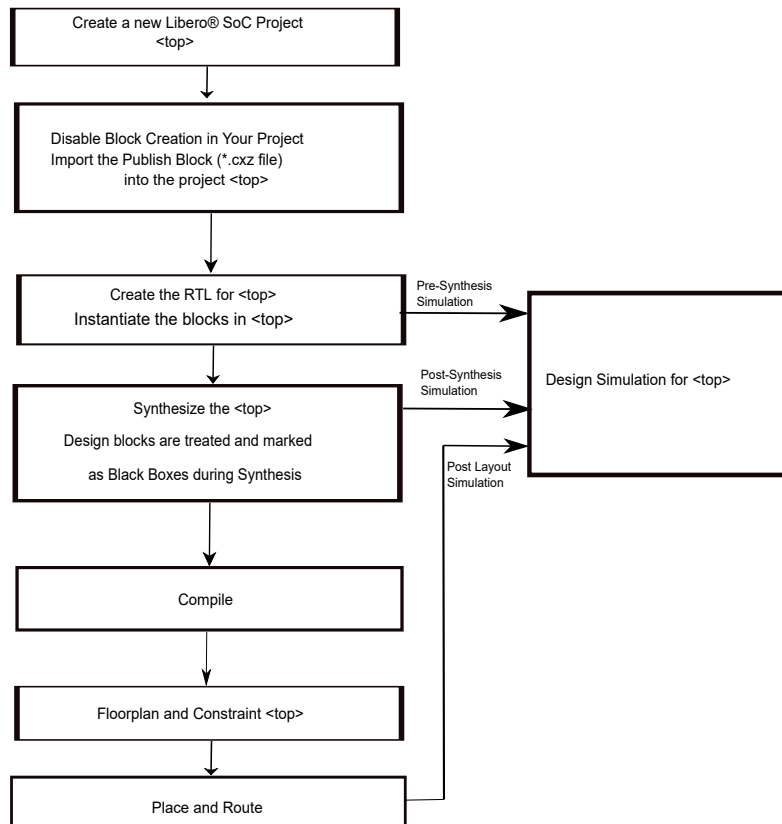 Create a new Libero® SoC Project
<top>
Disable Block Creation in Your Project
Import the Publish Block (*.cxz file)
into the project <top>
Create the RTL for <top>
Instantiate the blocks in <top>
Pre-Synthesis
Simulation
Design Simulation for <top>
Synthesize the <top>
Design blocks are treated and marked
as Black Boxes during Synthesis
Post-Synthesis
Simulation
Post Layout
Simulation
Compile
Floorplan and Constraint <top>
Place and Route